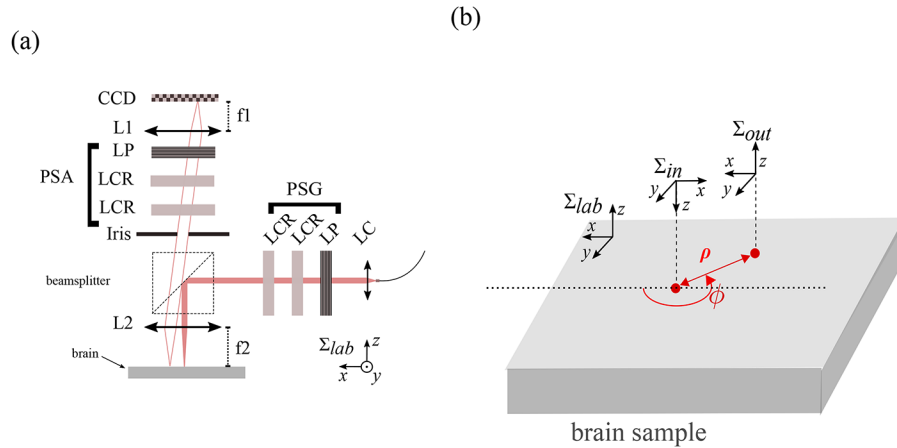 (a)
CCD
f1
L1
LP
PSA
LCR
LCR
Iris
PSG
LCR
LCR
LP
LC
beamsplitter
L2
f2
brain
Σlab
z
x
y
(b)
Σout
x
z
y
Σin
y
x
z
Σlab
z
x
y
ρ
ϕ
brain sample